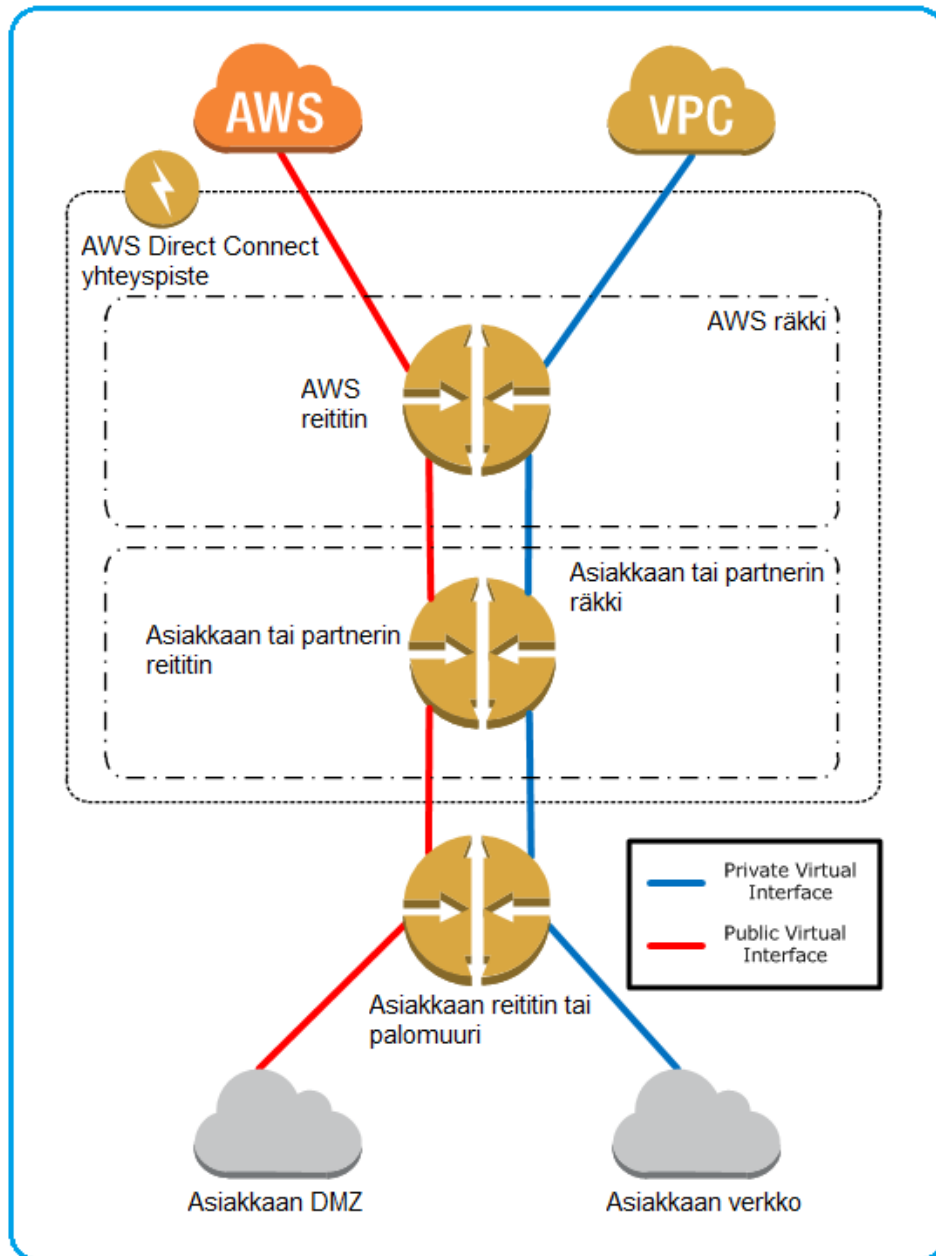 AWS
VPC
AWS Direct Connect
yhteyspiste
AWS räkki
AWS
reititin
Asiakkaan tai partnerin
räkki
Asiakkaan tai partnerin
reititin
Private Virtual
Interface
Public Virtual
Interface
Asiakkaan reititin tai
palomuuri
Asiakkaan DMZ
Asiakkaan verkko